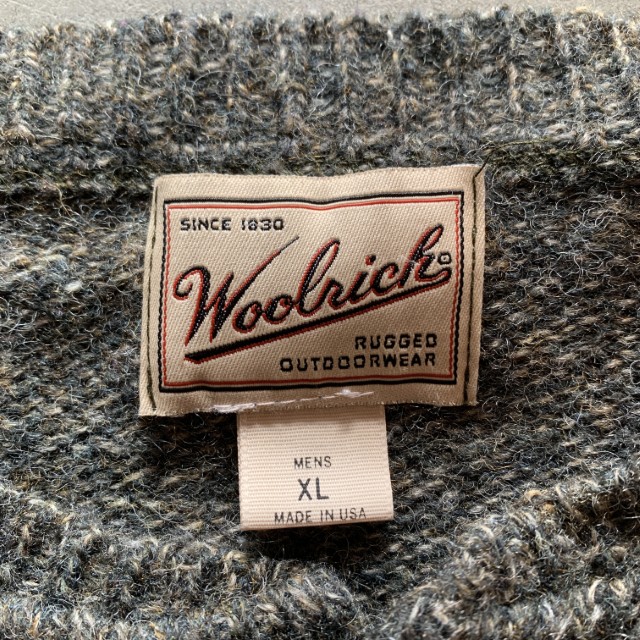 SINCE 1830
Woolrich®
RUGGED
OUTDOORWEAR
MENS
XL
MADE IN USA